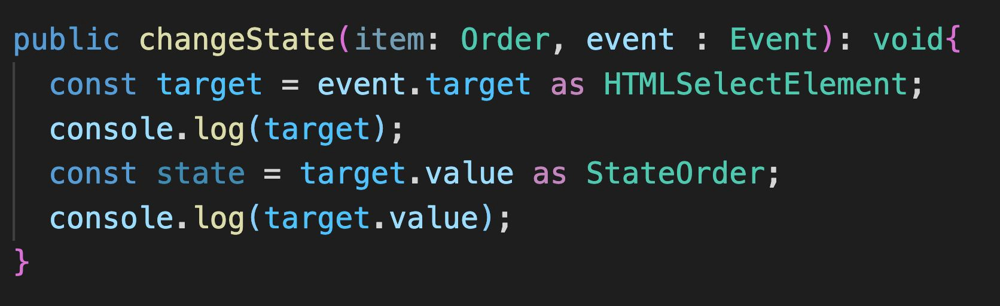 public changeState(item: Order, event : Event): void{
  const target = event.target as HTMLSelectElement;
  console.log(target);
  const state = target.value as StateOrder;
  console.log(target.value);
}